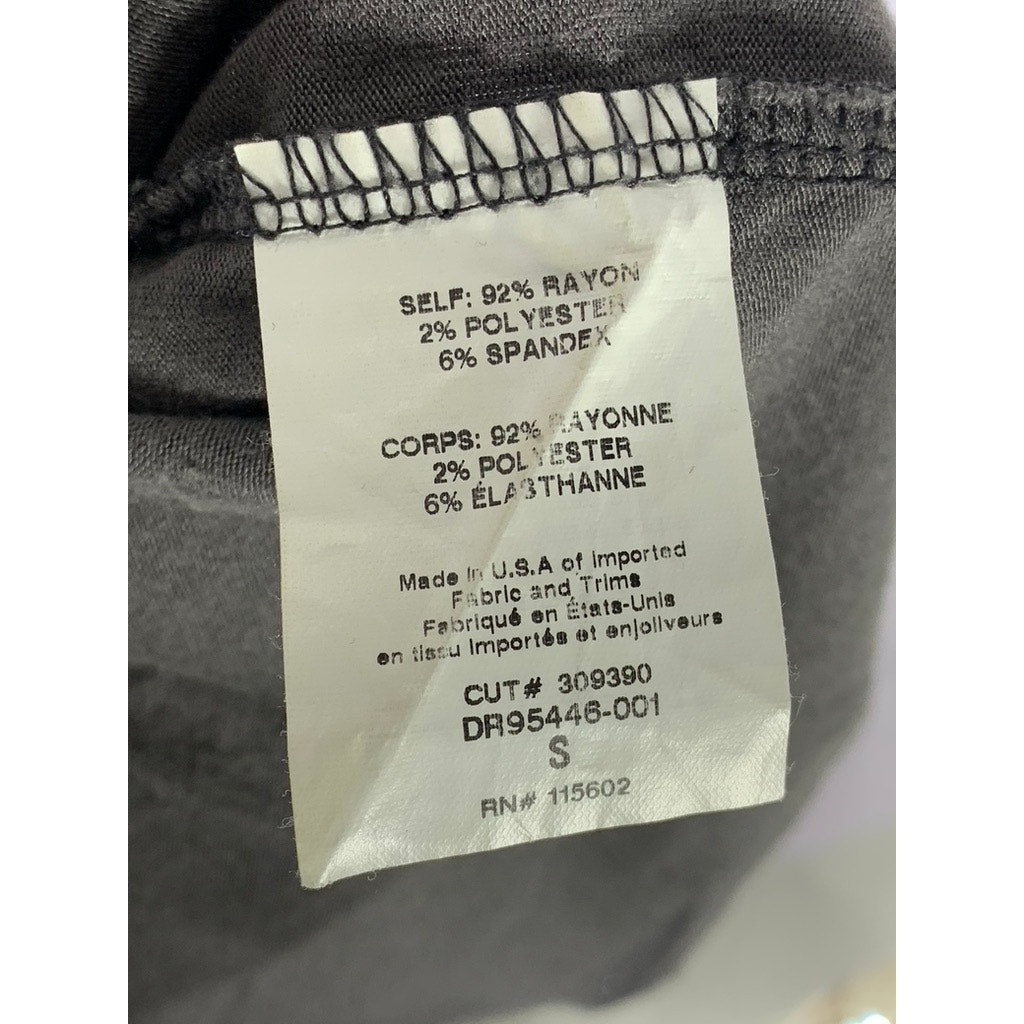 SELF: 92% RAYON
2% POLYESTER
6% SPANDEX
CORPS: 92% RAYONNE
2% POLYESTER
6% ÉLASTHANNE
Made in U.S.A of Imported
Fabric and Trims
Fabriqué en États-Unis
en tissu Importés et enjoliveurs
CUT# 309390
DR95446-001
S
RN# 115602